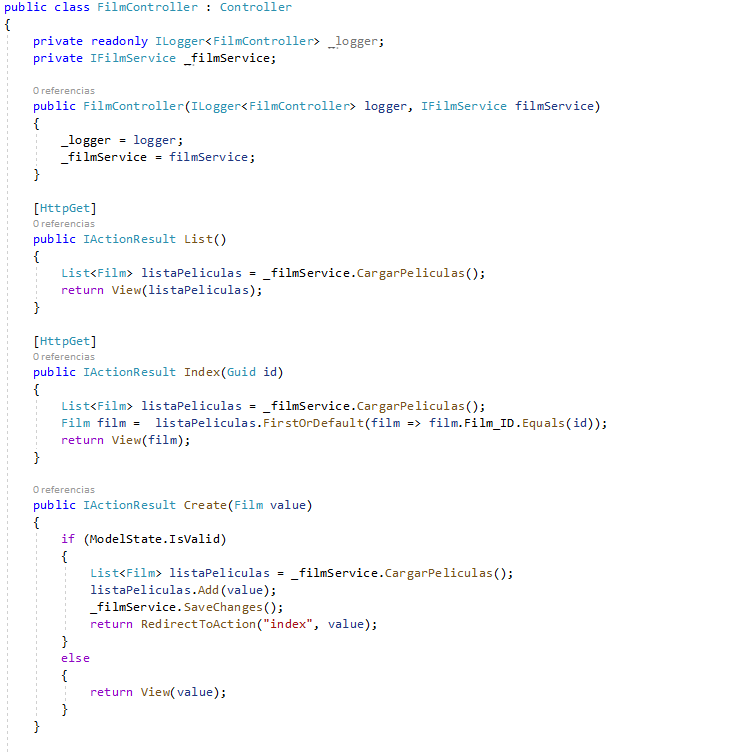 public class FilmController : Controller
{
private readonly ILogger<FilmController> _logger;
private IFilmService _filmService;
0 referencias
public FilmController(ILogger<FilmController> logger, IFilmService filmService)
{
_logger = logger;
_filmService = filmService;
}
[HttpGet]
0 referencias
public IActionResult List()
{
List<Film> listaPeliculas = _filmService.CargarPeliculas();
return View(listaPeliculas);
}
[HttpGet]
0 referencias
public IActionResult Index(Guid id)
{
List<Film> listaPeliculas = _filmService.CargarPeliculas();
Film film =  listaPeliculas.FirstOrDefault(film => film.Film_ID.Equals(id));
return View(film);
}
0 referencias
public IActionResult Create(Film value)
{
if (ModelState.IsValid)
{
List<Film> listaPeliculas = _filmService.CargarPeliculas();
listaPeliculas.Add(value);
_filmService.SaveChanges();
return RedirectToAction("index", value);
}
else
{
return View(value);
}
}